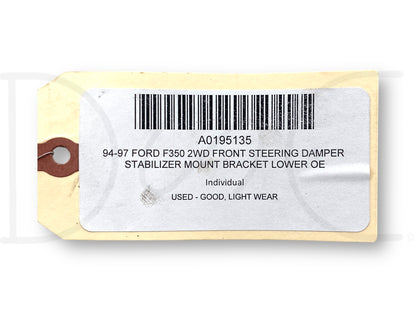 A0195135
94-97 FORD F350 2WD FRONT STEERING DAMPER
STABILIZER MOUNT BRACKET LOWER OE
Individual
USED - GOOD, LIGHT WEAR